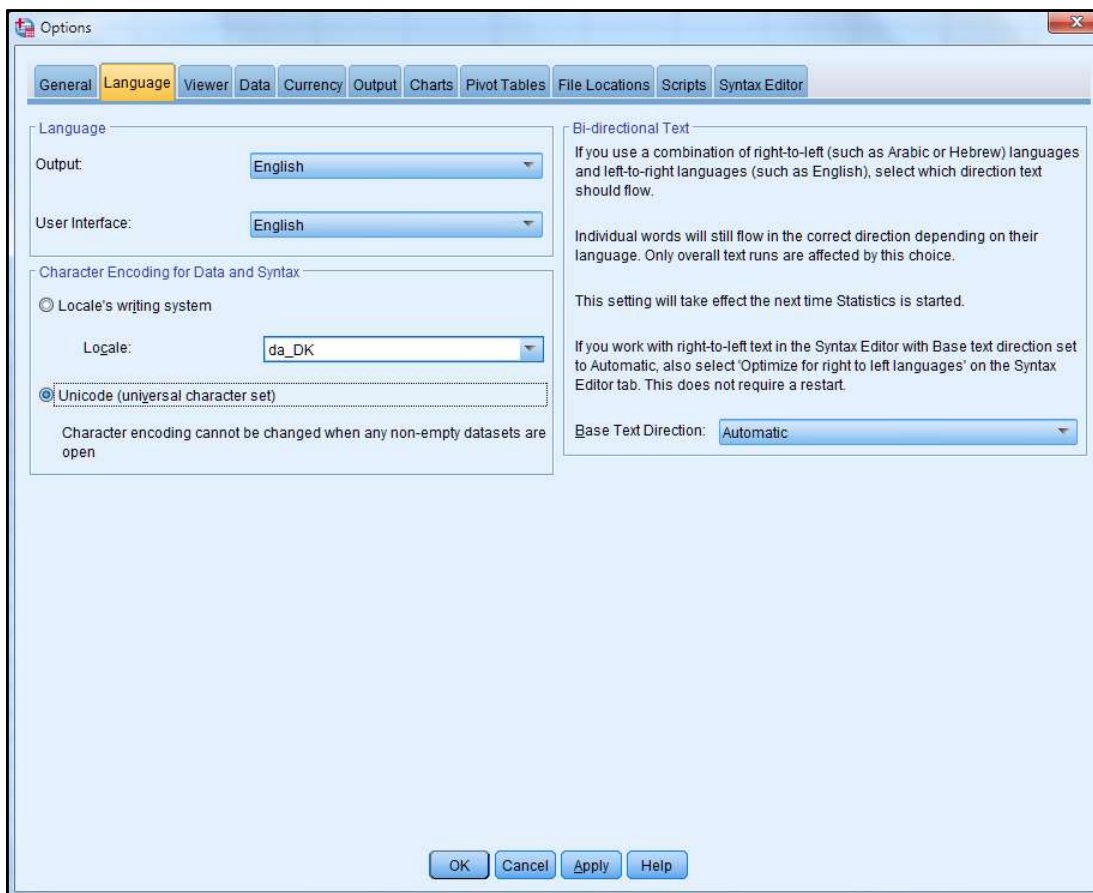 Options
General Language Viewer Data Currency Output Charts Pivot Tables File Locations Scripts Syntax Editor
Language
Output: English
User Interface: English
Character Encoding for Data and Syntax
Locale's writing system
Locale: da_DK
Unicode (universal character set)
Character encoding cannot be changed when any non-empty datasets are
open
Bi-directional Text
If you use a combination of right-to-left (such as Arabic or Hebrew) languages
and left-to-right languages (such as English), select which direction text
should flow.
Individual words will still flow in the correct direction depending on their
language. Only overall text runs are affected by this choice.
This setting will take effect the next time Statistics is started.
If you work with right-to-left text in the Syntax Editor with Base text direction set
to Automatic, also select 'Optimize for right to left languages' on the Syntax
Editor tab. This does not require a restart.
Base Text Direction: Automatic
OK Cancel Apply Help